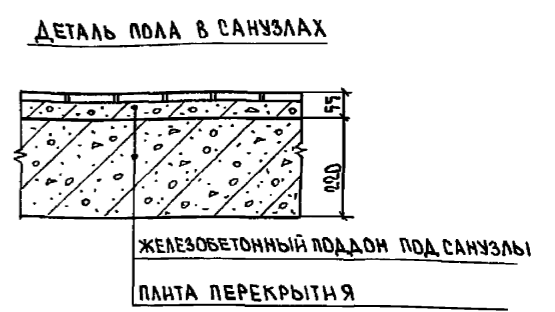 ДЕТАЛЬ ПОЛА В САНУЗЛАХ
55
220
ЖЕЛЕЗОБЕТОННЫЙ ПОДДОН ПОД САНУЗЛЫ
ПЛИТА ПЕРЕКРЫТИЯ